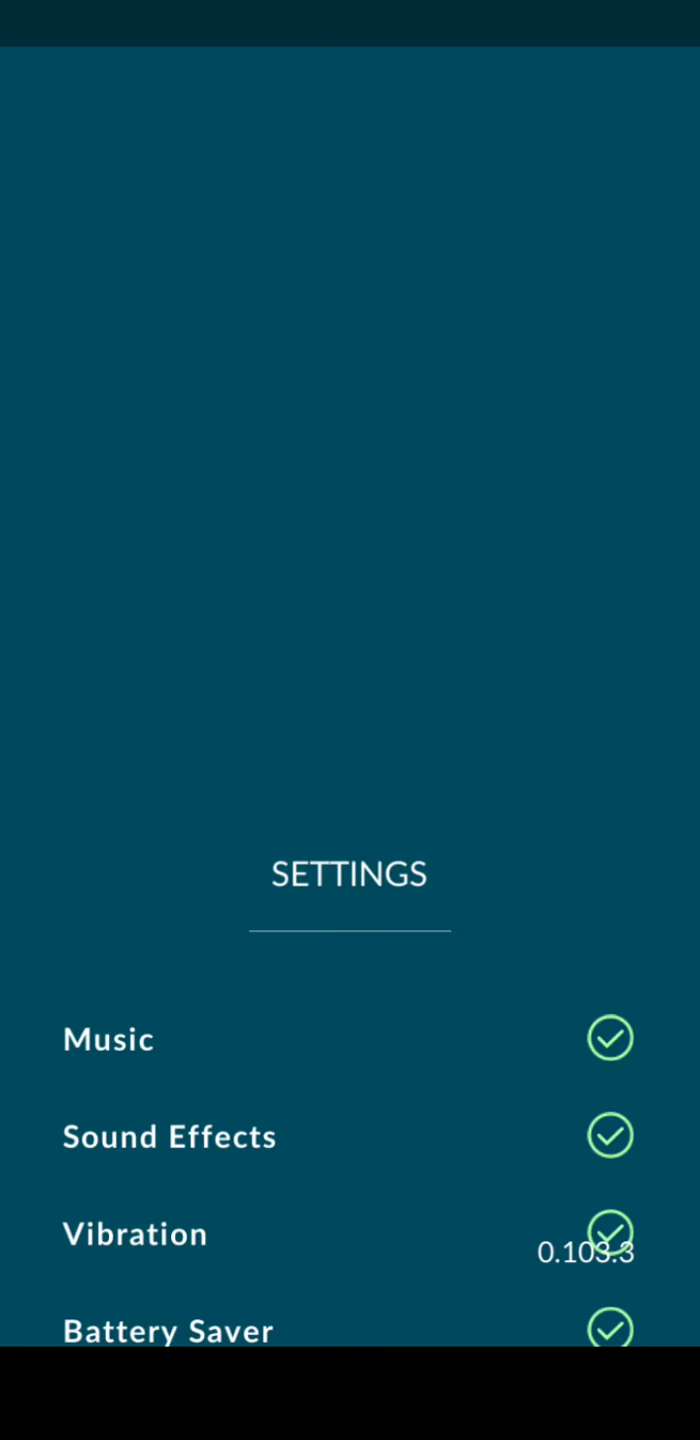 SETTINGS
Music
Sound Effects
Vibration
0.103.3
Battery Saver